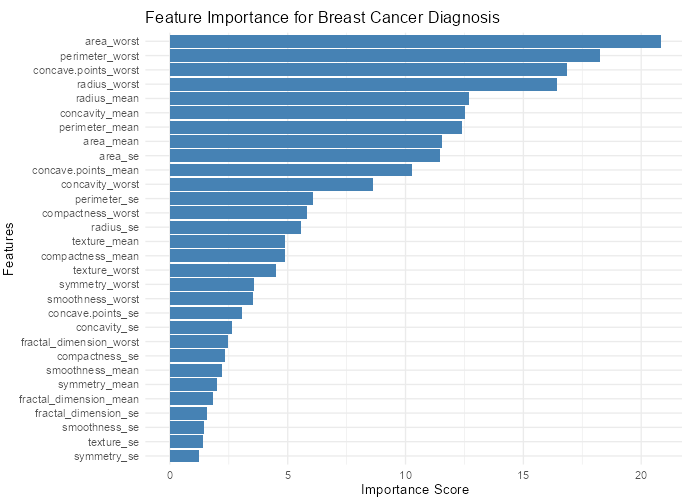 Feature Importance for Breast Cancer Diagnosis
area_worst
perimeter_worst
concave.points_worst
radius_worst
radius_mean
concavity_mean
perimeter_mean
area_mean
area_se
concave.points_mean
concavity_worst
perimeter_se
compactness_worst
radius_se
texture_mean
compactness_mean
texture_worst
symmetry_worst
smoothness_worst
concave.points_se
concavity_se
fractal_dimension_worst
compactness_se
smoothness_mean
symmetry_mean
fractal_dimension_mean
fractal_dimension_se
smoothness_se
texture_se
symmetry_se
Features
0 5 10 15 20
Importance Score